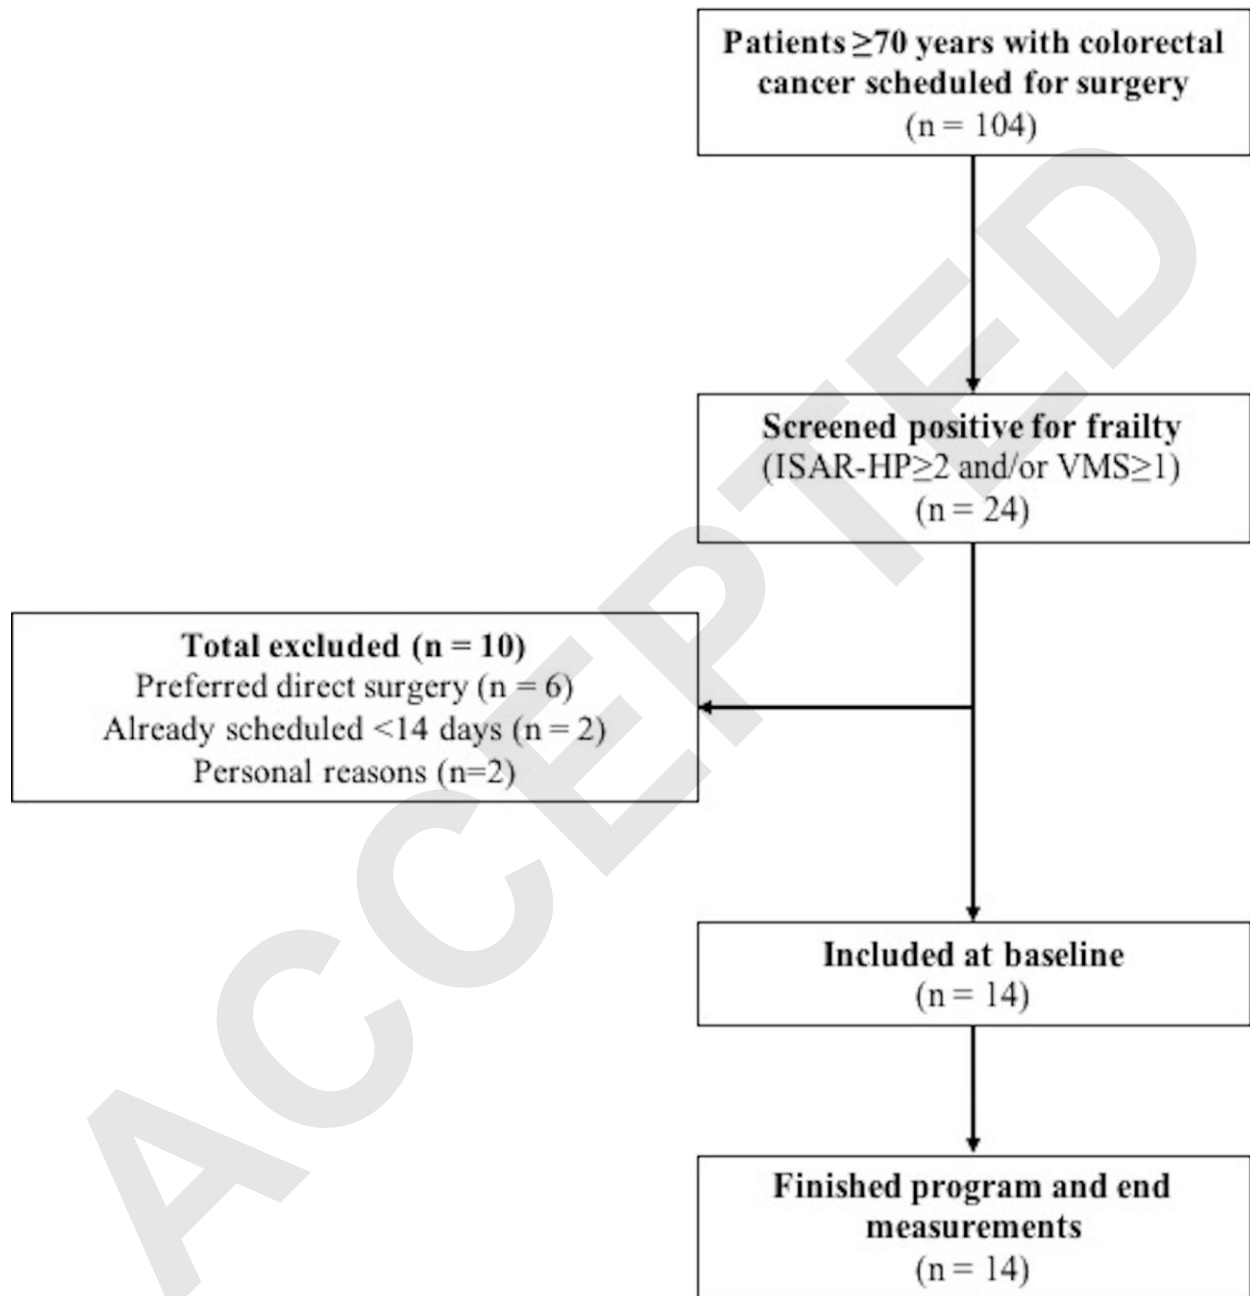 Patients ≥70 years with colorectal
cancer scheduled for surgery
(n = 104)
Screened positive for frailty
(ISAR-HP≥2 and/or VMS≥1)
(n = 24)
Total excluded (n = 10)
Preferred direct surgery (n = 6)
Already scheduled <14 days (n = 2)
Personal reasons (n=2)
Included at baseline
(n = 14)
Finished program and end
measurements
(n = 14)
ACCEPTED